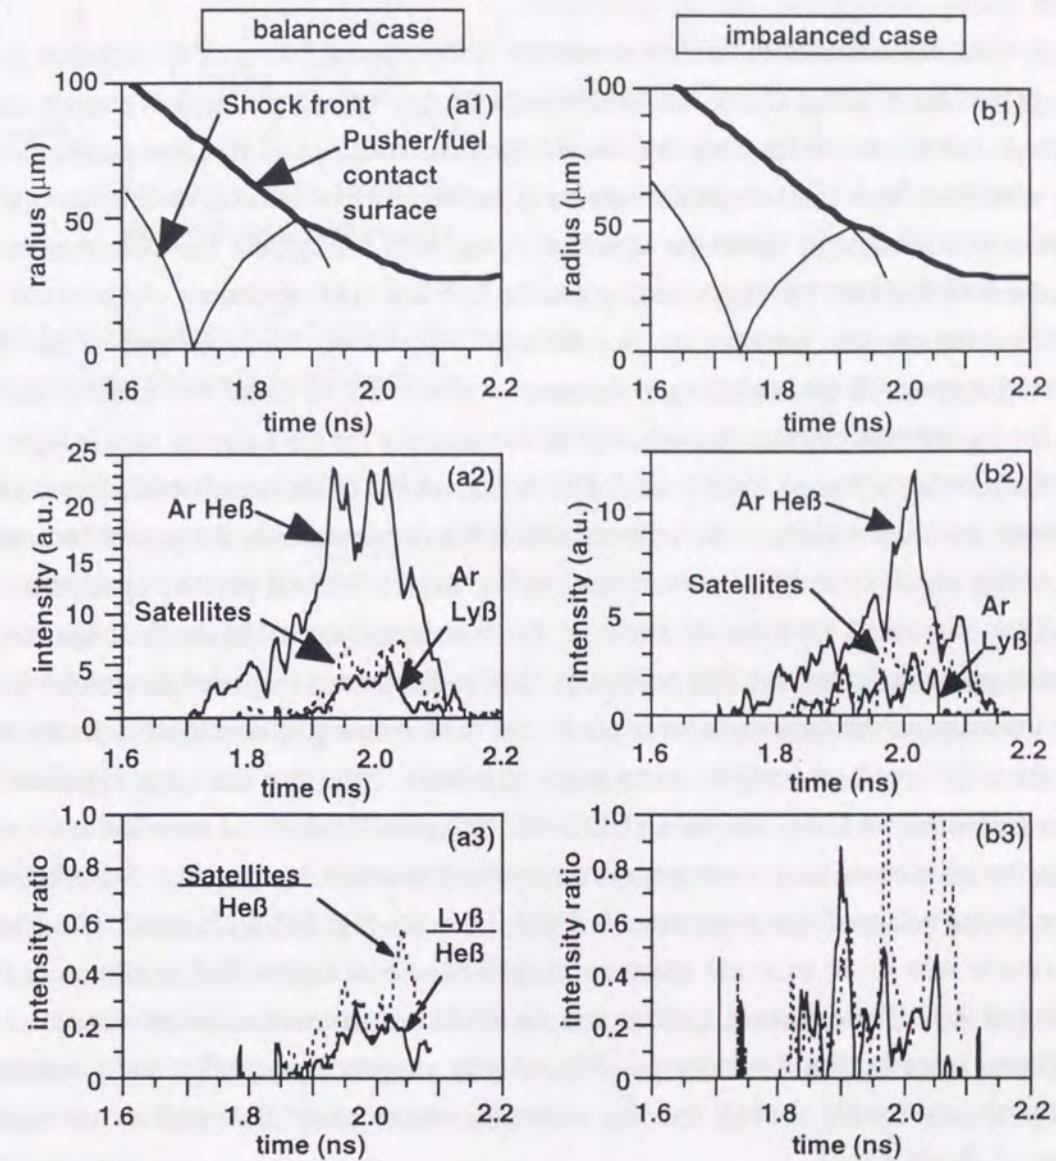 balanced case
imbalanced case
100
50
0
radius (μm)
Shock front
(a1)
Pusher/fuel
contact
surface
1.6
1.8
2.0
2.2
time (ns)
100
50
0
radius (μm)
(b1)
1.6
1.8
2.0
2.2
time (ns)
25
20
15
10
5
0
intensity (a.u.)
(a2)
Ar Heß
Ar
Lyß
Satellites
1.6
1.8
2.0
2.2
time (ns)
10
5
0
intensity (a.u.)
(b2)
Ar Heß
Satellites
Ar
Lyß
1.6
1.8
2.0
2.2
time (ns)
1.0
0.8
0.6
0.4
0.2
0
intensity ratio
(a3)
Satellites
Heß
Lyß
Heß
1.6
1.8
2.0
2.2
time (ns)
1.0
0.8
0.6
0.4
0.2
0
intensity ratio
(b3)
1.6
1.8
2.0
2.2
time (ns)